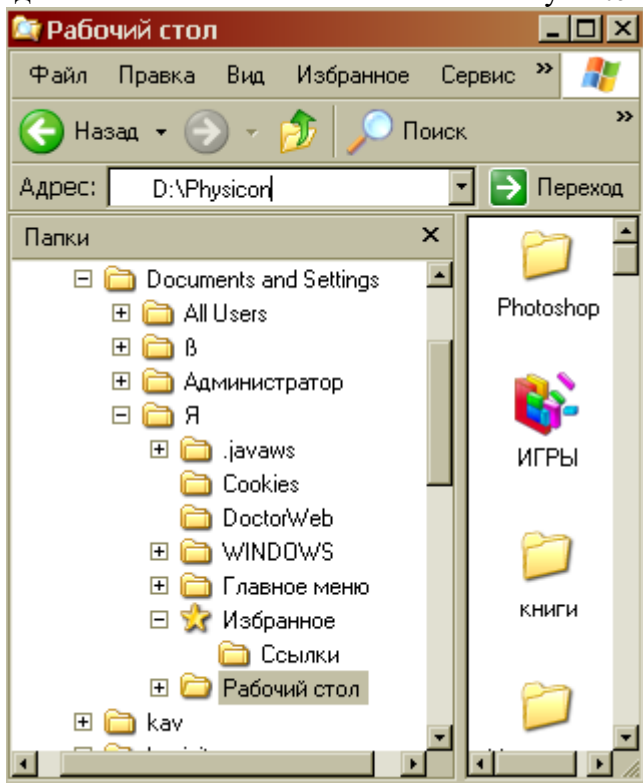 Рабочий стол
Файл Правка Вид Избранное Сервис »
Назад Поиск »
Адрес: D:\Physicon Переход
Папки
Documents and Settings
All Users
ß
Администратор
Я
.javaws
Cookies
DoctorWeb
WINDOWS
Главное меню
Избранное
Ссылки
Рабочий стол
kav
Photoshop
ИГРЫ
книги